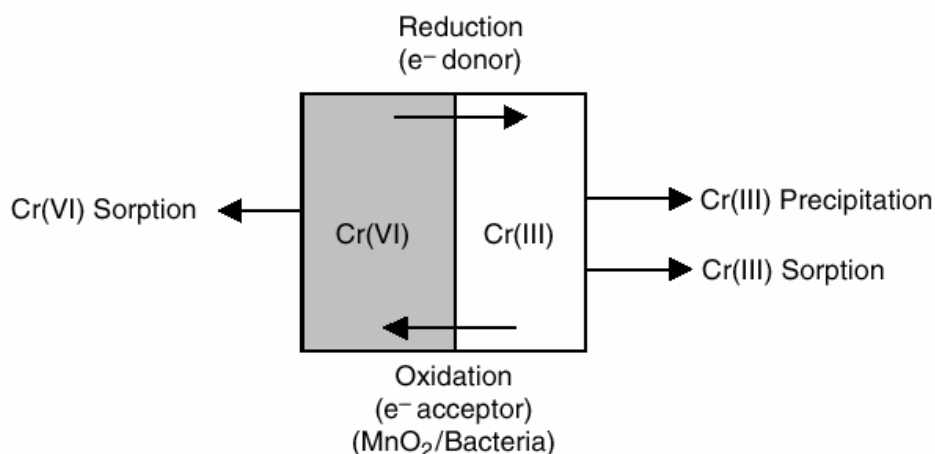 Reduction
(e⁻ donor)
Cr(VI) Sorption
Cr(VI)
Cr(III)
Cr(III) Precipitation
Cr(III) Sorption
Oxidation
(e⁻ acceptor)
(MnO₂/Bacteria)